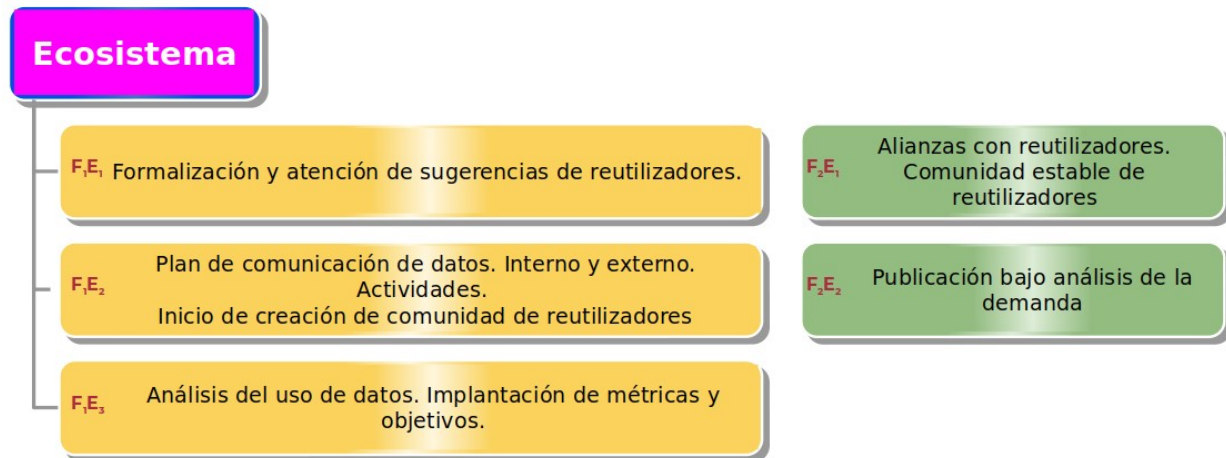 Ecosistema
F₁E₁ Formalización y atención de sugerencias de reutilizadores.
F₂E₁ Alianzas con reutilizadores.
Comunidad estable de
reutilizadores
F₁E₂ Plan de comunicación de datos. Interno y externo.
Actividades.
Inicio de creación de comunidad de reutilizadores
F₂E₂ Publicación bajo análisis de la
demanda
F₁E₃ Análisis del uso de datos. Implantación de métricas y
objetivos.